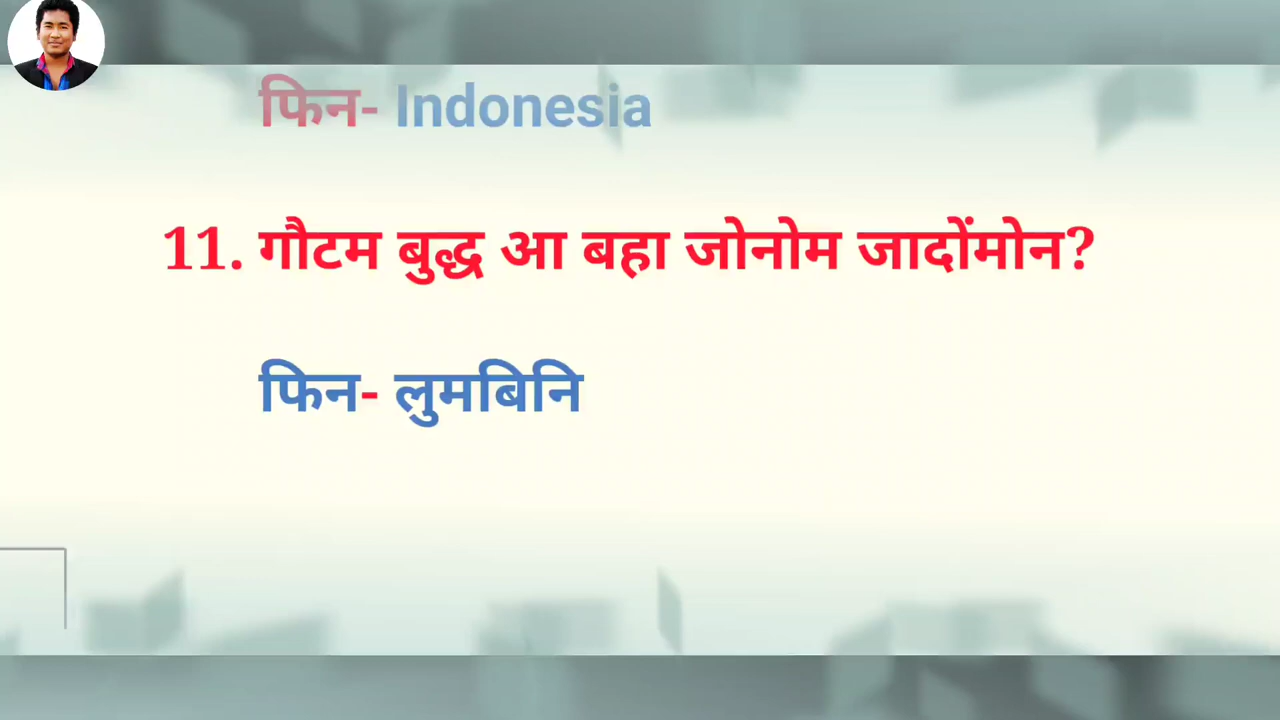 फिन- Indonesia
11. गौटम बुद्ध आ बहा जोनोम जादोंमोन?
फिन- लुमबिनि